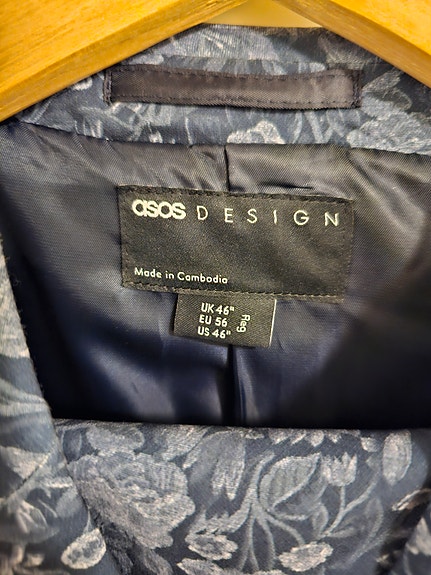 asos DESIGN
Made in Cambodia
UK 46"
EU 56
US 46"
Reg